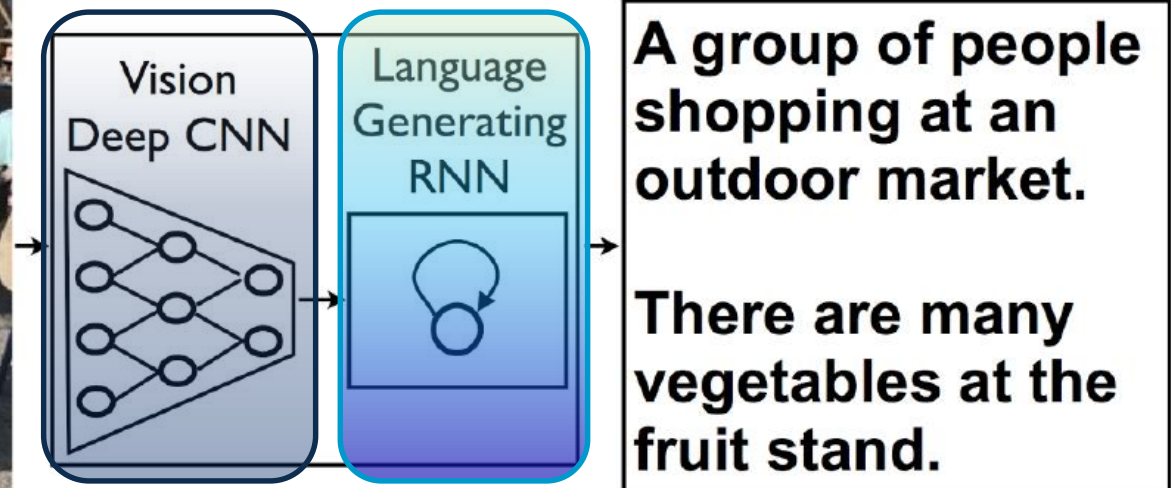 Vision
Deep CNN
Language
Generating
RNN
A group of people
shopping at an
outdoor market.
There are many
vegetables at the
fruit stand.